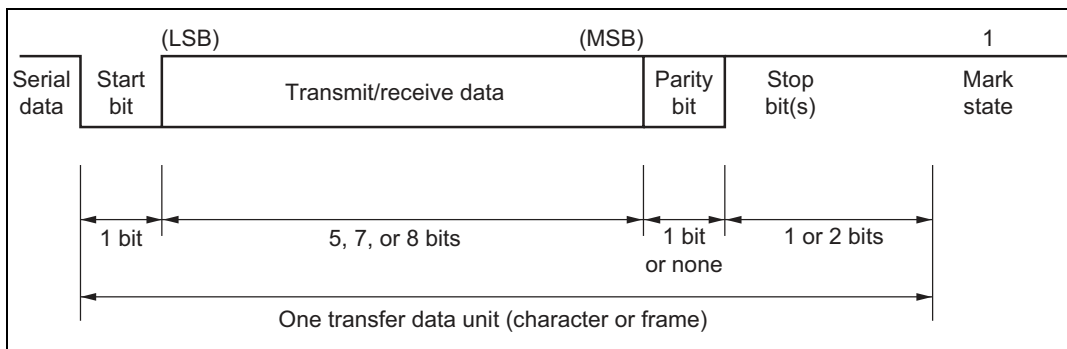 (LSB) (MSB) 1
Serial Start Transmit/receive data Parity Stop Mark
data bit bit bit(s) state
1 bit 5, 7, or 8 bits 1 bit 1 or 2 bits
or none
One transfer data unit (character or frame)